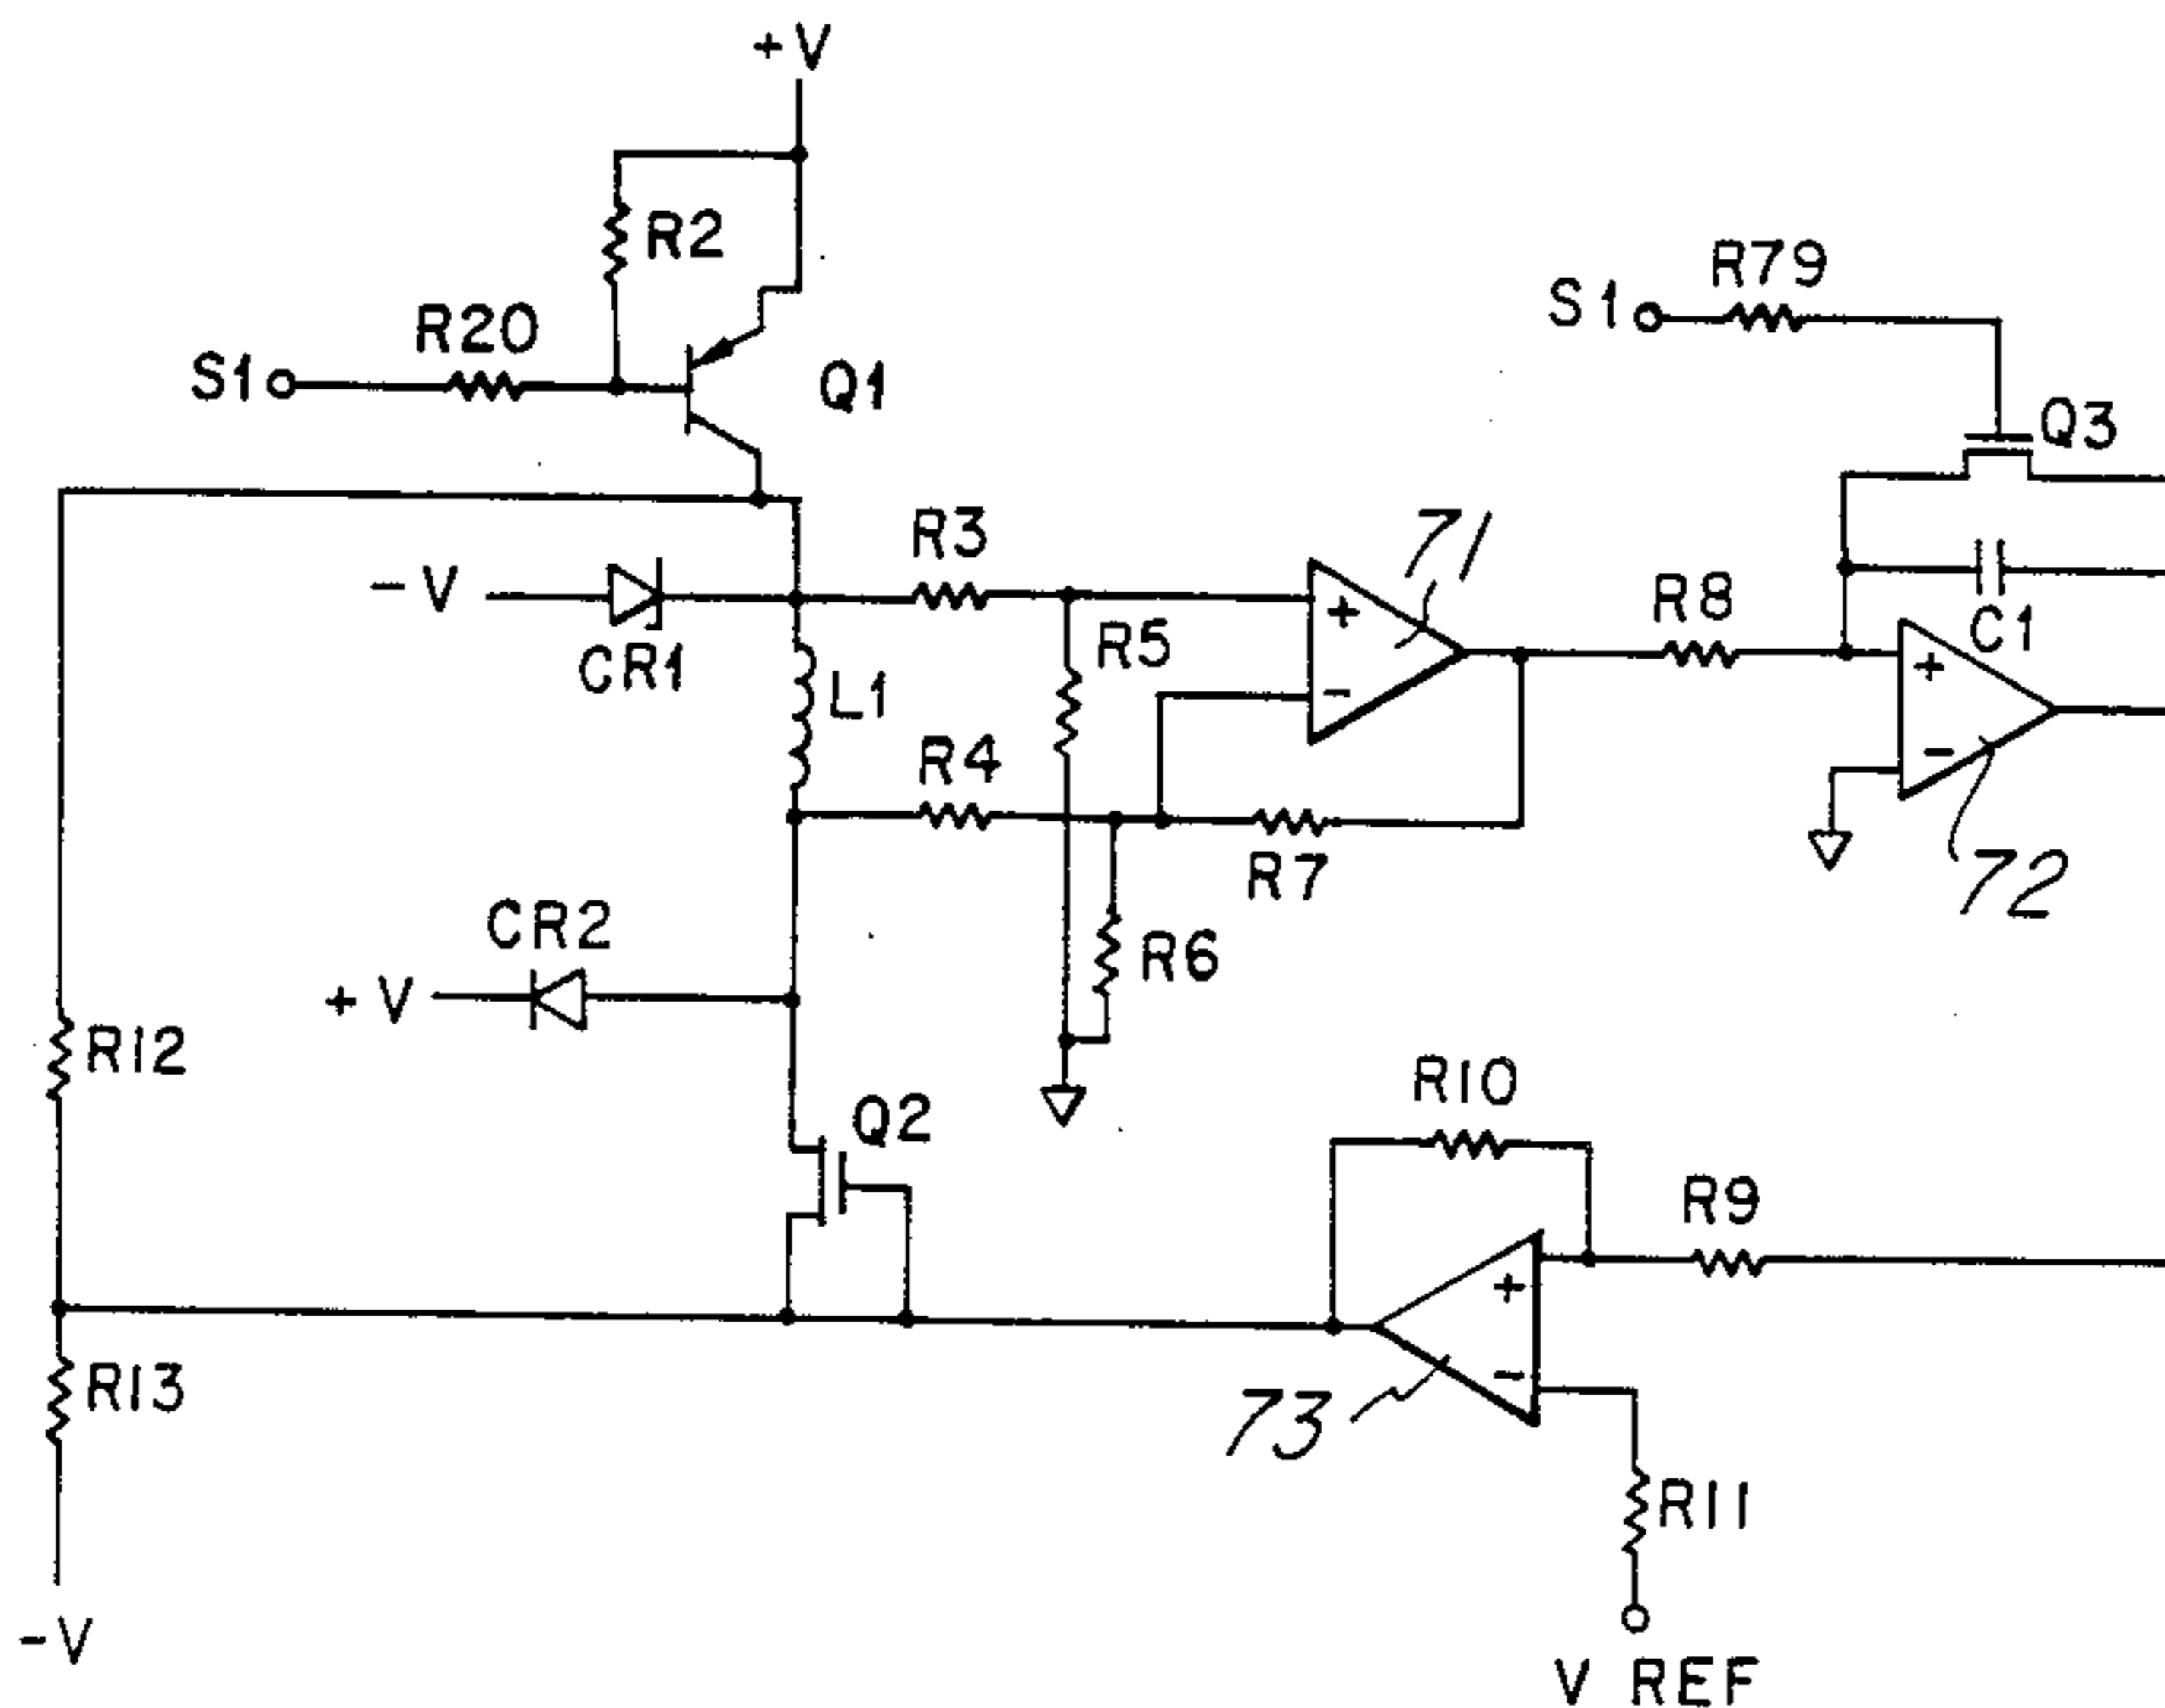 +V
R2
R20
R79
S1
S1
Q1
Q3
R3
71
-V
R8
CR1
L1
R5
+
C1
+
-
R4
-
R7
72
CR2
+V
R6
R12
Q2
R10
R9
+
R13
73
-
R11
-V
V REF